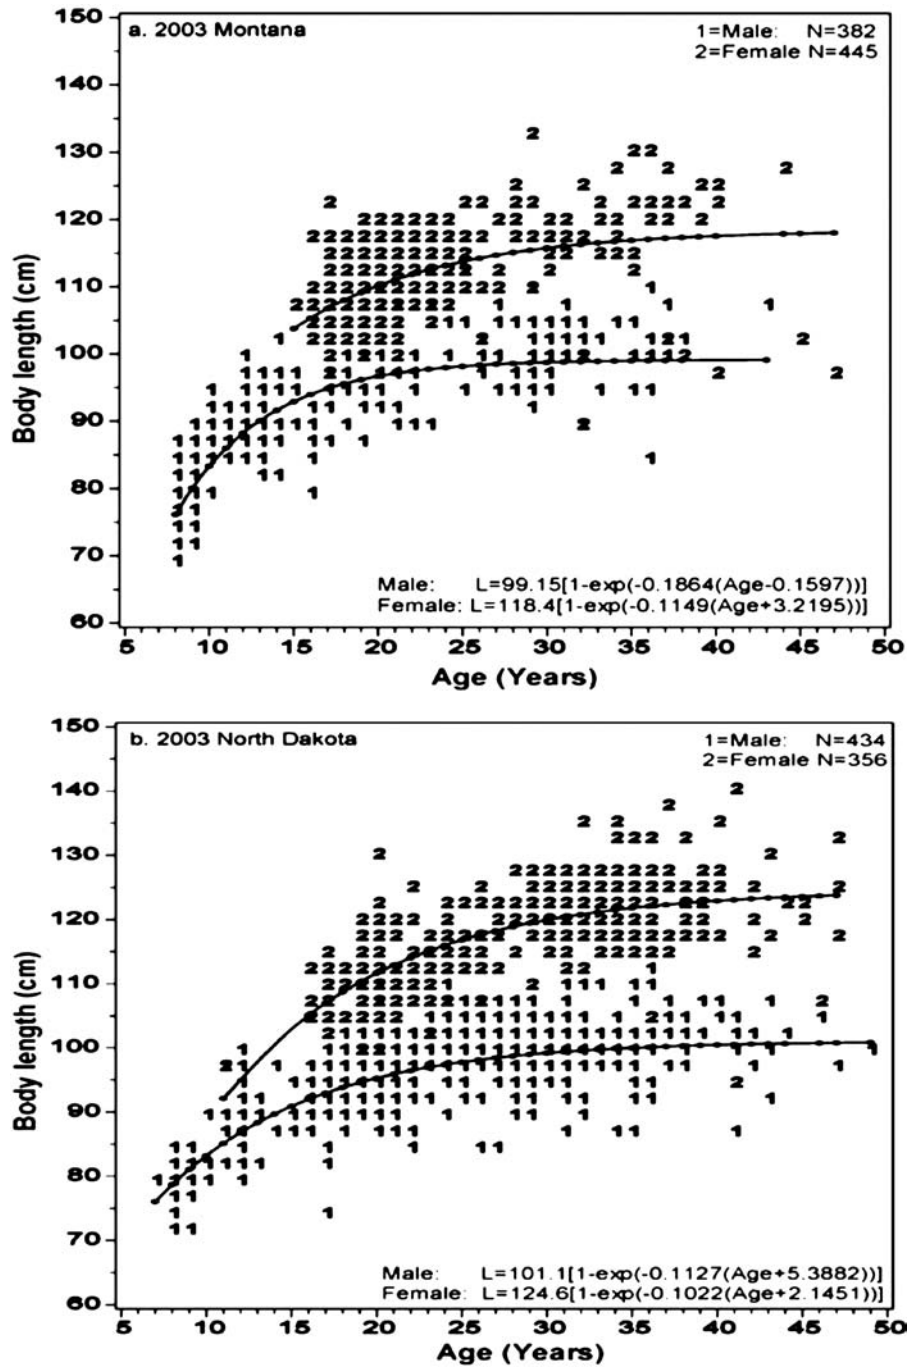 a. 2003 Montana
1=Male: N=382
2=Female N=445
Body length (cm)
150
140
130
120
110
100
90
80
70
60
Male: L=99.15[1-exp(-0.1864(Age-0.1597))]
Female: L=118.4[1-exp(-0.1149(Age+3.2195))]
5 10 15 20 25 30 35 40 45 50
Age (Years)
b. 2003 North Dakota
1=Male: N=434
2=Female N=356
Body length (cm)
150
140
130
120
110
100
90
80
70
60
Male: L=101.1[1-exp(-0.1127(Age+5.3882))]
Female: L=124.6[1-exp(-0.1022(Age+2.1451))]
5 10 15 20 25 30 35 40 45 50
Age (Years)